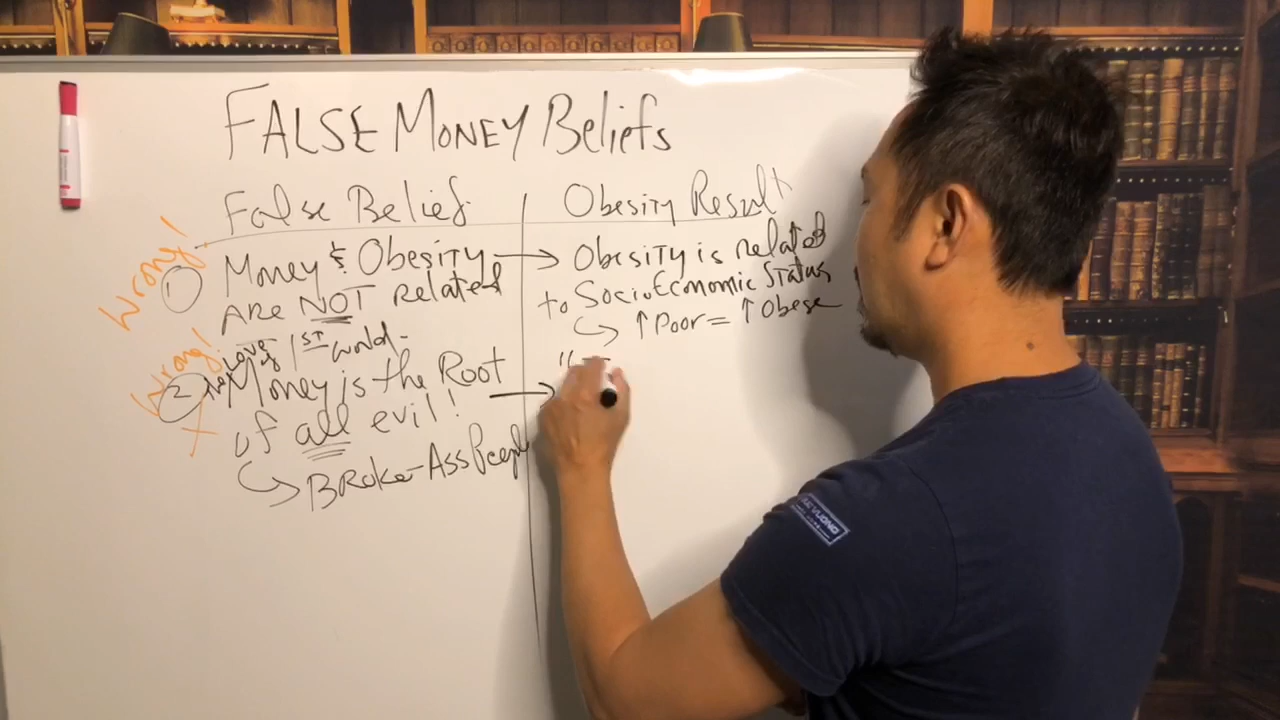 FALSE MONEY Beliefs
False Belief
Obesity Result
Wrong!
1
Money & Obesity
ARE NOT Related
1ST world.
Obesity is related
to SocioEconomic Status
↑ Poor = ↑ Obese
Wrong!
X
2
The Love of
Money is the Root
of all evil!
Broke-Ass People
"
VUONG